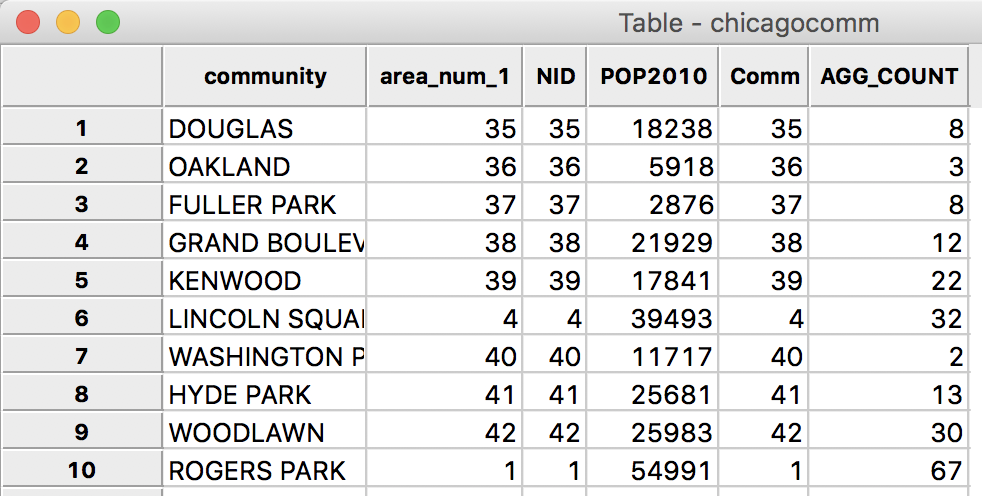 Table - chicagocomm
community area_num_1 NID POP2010 Comm AGG_COUNT
1 DOUGLAS 35 35 18238 35 8
2 OAKLAND 36 36 5918 36 3
3 FULLER PARK 37 37 2876 37 8
4 GRAND BOULEV 38 38 21929 38 12
5 KENWOOD 39 39 17841 39 22
6 LINCOLN SQUAI 4 4 39493 4 32
7 WASHINGTON P 40 40 11717 40 2
8 HYDE PARK 41 41 25681 41 13
9 WOODLAWN 42 42 25983 42 30
10 ROGERS PARK 1 1 54991 1 67